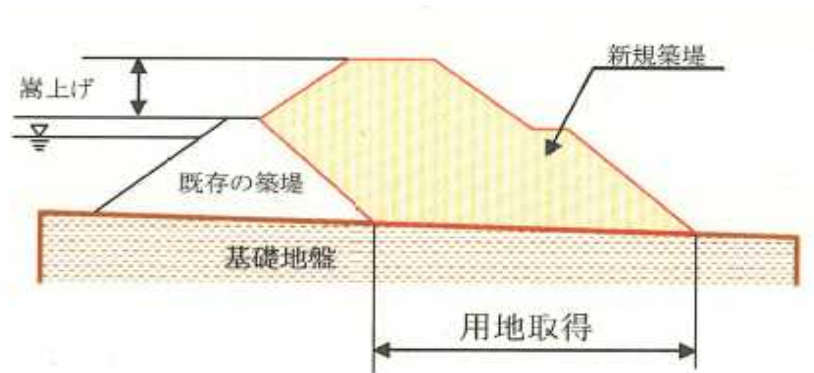 新規築堤
嵩上げ
既存の築堤
基礎地盤
用地取得